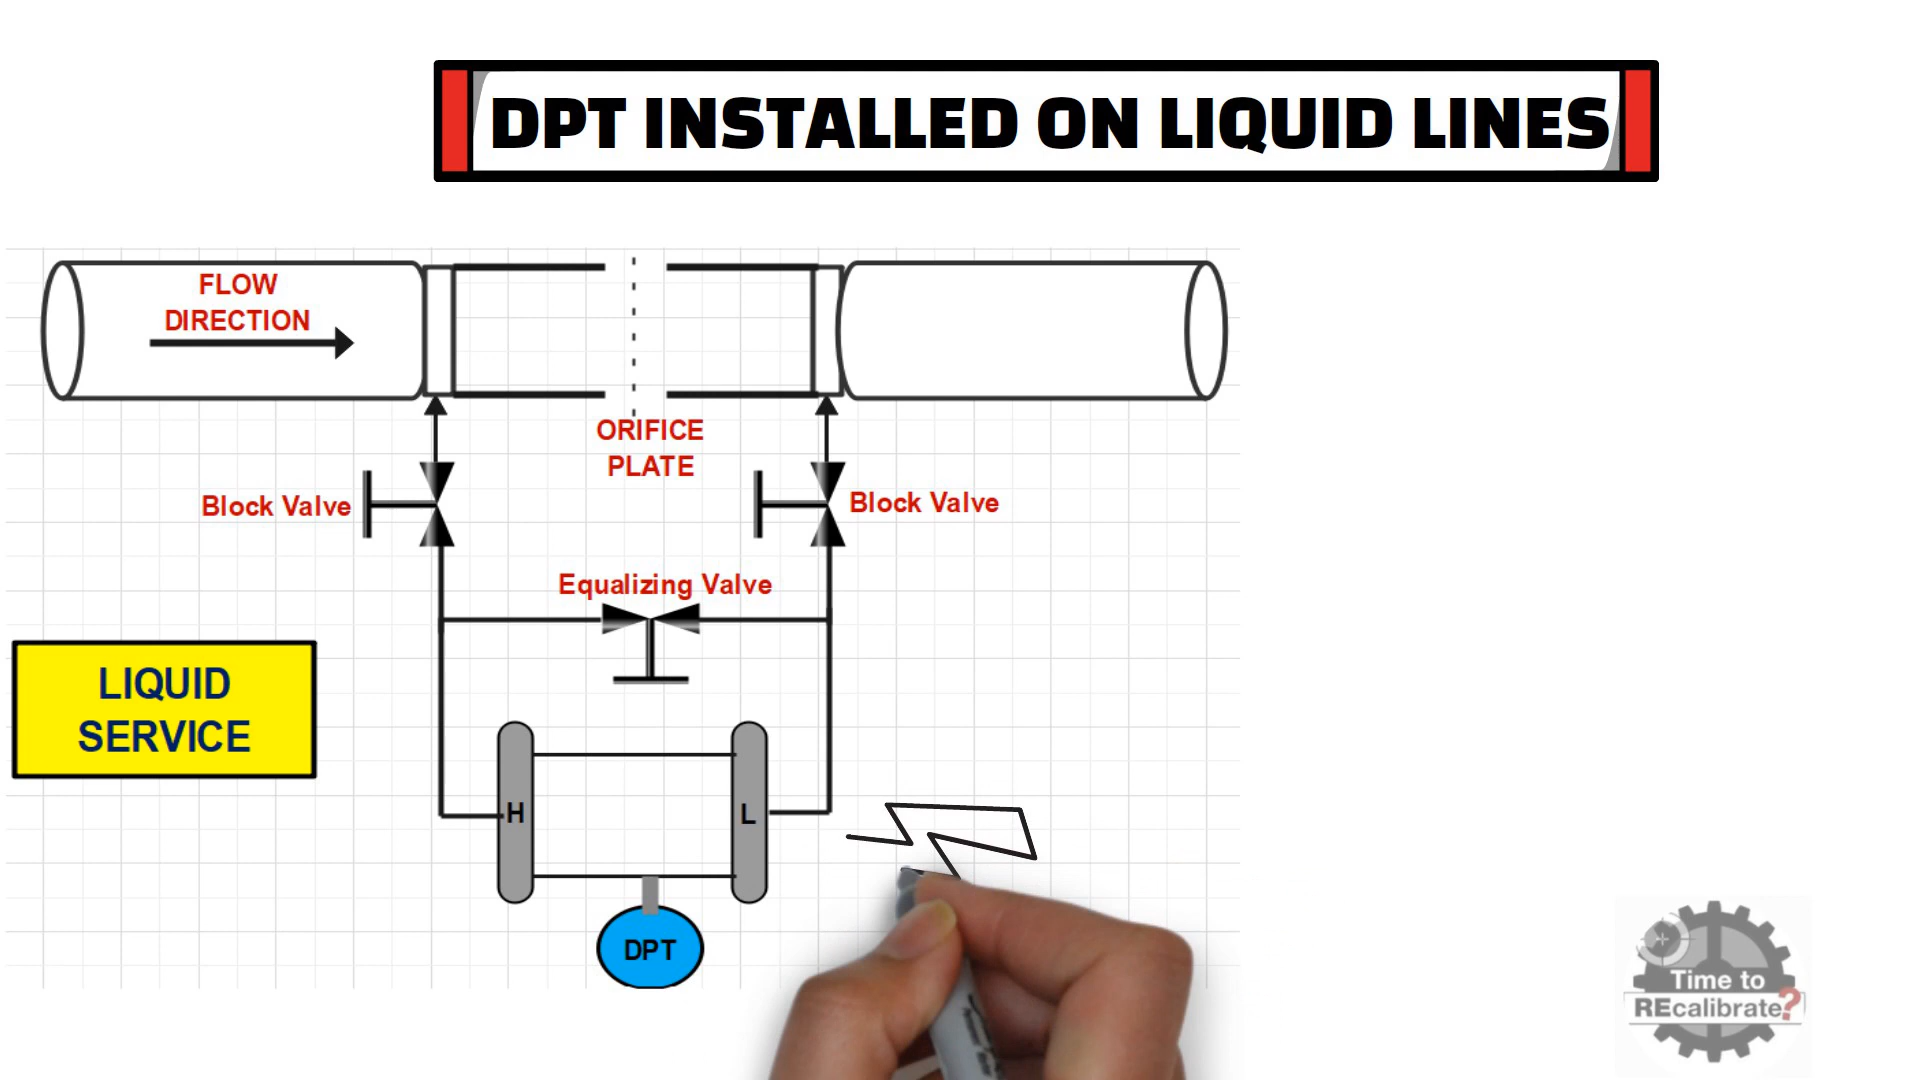 DPT INSTALLED ON LIQUID LINES
FLOW
DIRECTION
ORIFICE
PLATE
Block Valve
Block Valve
Equalizing Valve
LIQUID
SERVICE
H
L
DPT
Time to
REcalibrate?